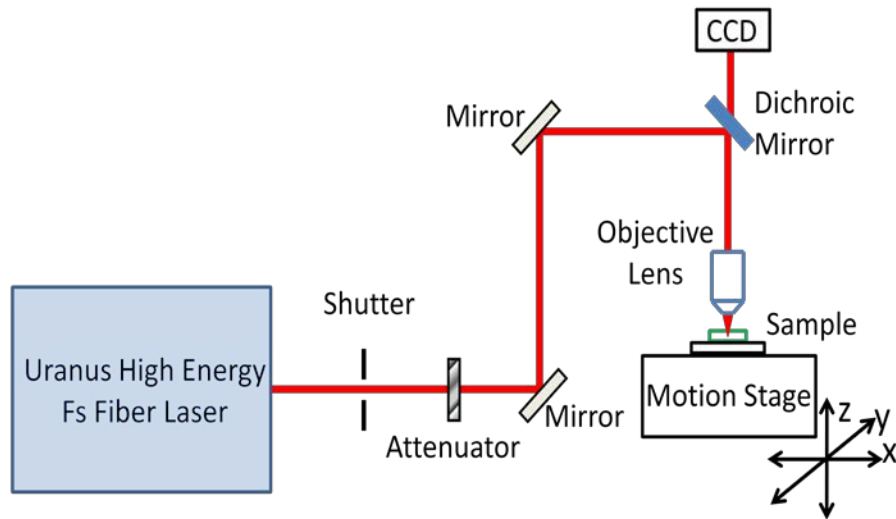 CCD
Dichroic
Mirror
Mirror
Objective
Lens
Shutter
Sample
Uranus High Energy
Fs Fiber Laser
Motion Stage
Mirror
Attenuator
z
y
x